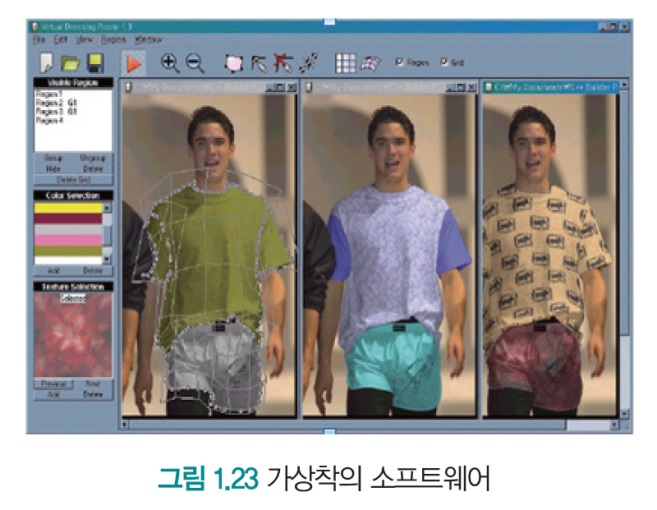 Virtual Dressing Room 1.0
File Edit View Region Window
Region Grid
Visible Region
Region 1
Region 2 G1
Region 3 G1
Region 4
Group Ungroup
Hide Delete
Delete Grid
Color Selection
Add Delete
Texture Selection
Selected
Previous Next
Add Delete
그림 1.23 가상착의 소프트웨어